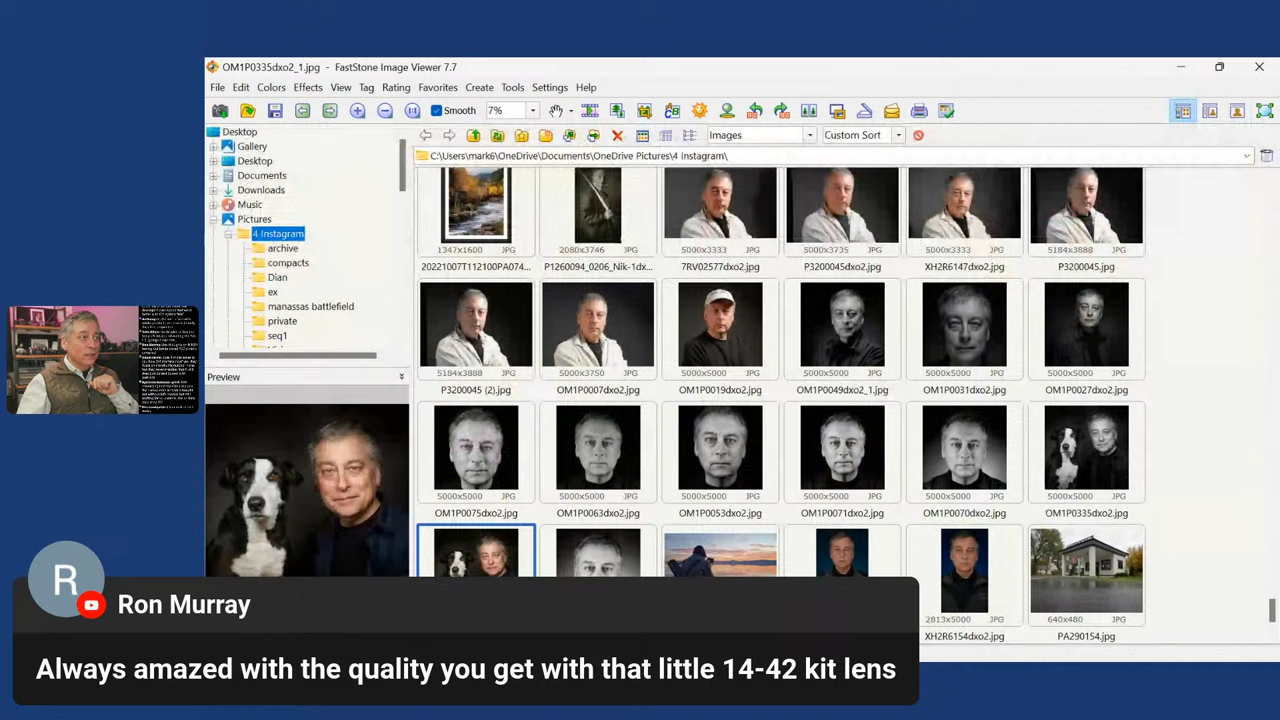 OM1P0335dxo2_1.jpg - FastStone Image Viewer 7.7
File Edit Colors Effects View Tag Rating Favorites Create Tools Settings Help
Smooth 7%
Images Custom Sort
C:\Users\mark6\OneDrive\Documents\OneDrive Pictures\4 Instagram\
Desktop
Gallery
Desktop
Documents
Downloads
Music
Pictures
4 Instagram
archive
compacts
Dian
ex
manassas battlefield
private
seq1
Preview
1347x1600 JPG 2080x3746 JPG 5000x3333 JPG 5000x3735 JPG 5000x3333 JPG 5184x3888 JPG
20221007T112100PA074... P1260094_0206_Nik-1dx... 7RV02577dxo2.jpg P3200045dxo2.jpg XH2R6147dxo2.jpg P3200045.jpg
5184x3888 JPG 5000x3750 JPG 5000x5000 JPG 5000x5000 JPG 5000x5000 JPG 5000x5000 JPG
P3200045 (2).jpg OM1P0072dxo2.jpg OM1P0019dxo2.jpg OM1P0049dxo2_1.jpg OM1P0031dxo2.jpg OM1P0027dxo2.jpg
5000x5000 JPG 5000x5000 JPG 5000x5000 JPG 5000x5000 JPG 5000x5000 JPG 5000x5000 JPG
OM1P0075dxo2.jpg OM1P0063dxo2.jpg OM1P0053dxo2.jpg OM1P0071dxo2.jpg OM1P0070dxo2.jpg OM1P0335dxo2.jpg
2813x5000 JPG 640x480 JPG
XH2R6154dxo2.jpg PA290154.jpg
R
Ron Murray
Always amazed with the quality you get with that little 14-42 kit lens